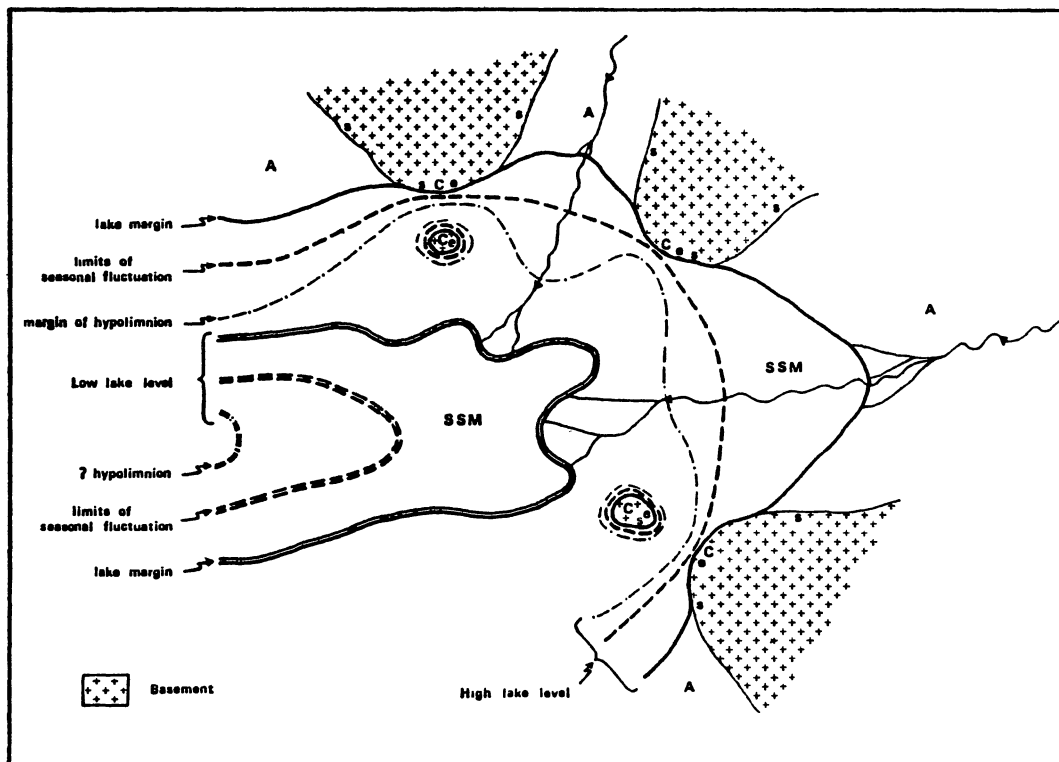 A
s
s
s C e
A
s
s
C e s
lake margin
C e
limits of
seasonal fluctuation
margin of hypolimnion
A
Low lake level
SSM
SSM
? hypolimnion
limits of
seasonal fluctuation
C
s e
s
lake margin
C
e
s
High lake level
A
Basement